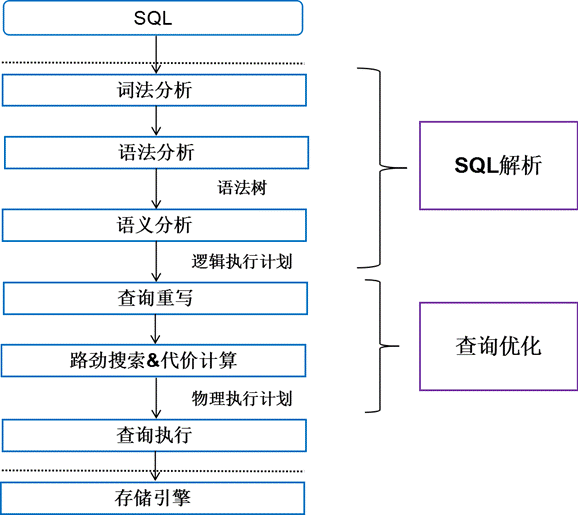 SQL
词法分析
语法分析
语法树
语义分析
逻辑执行计划
查询重写
路劲搜索&代价计算
物理执行计划
查询执行
存储引擎
SQL解析
查询优化